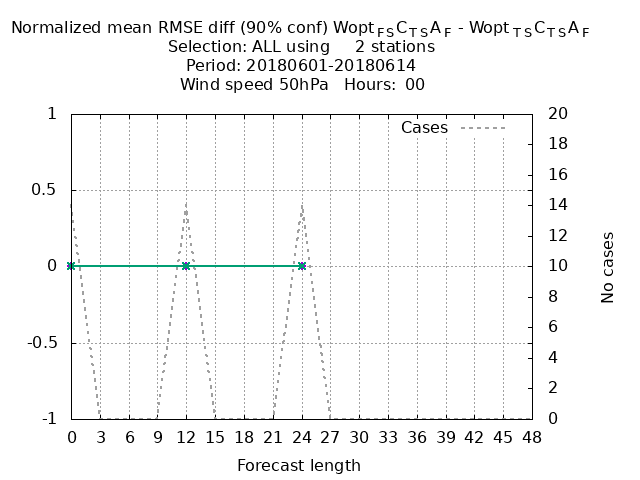 Normalized mean RMSE diff (90% conf) Wopt FS C TS A F - Wopt TS C TS A F
Selection: ALL using 2 stations
Period: 20180601-20180614
Wind speed 50hPa Hours: 00
Cases
1
0.5
0
-0.5
-1
20
18
16
14
12
10
8
6
4
2
0
No cases
0 3 6 9 12 15 18 21 24 27 30 33 36 39 42 45 48
Forecast length